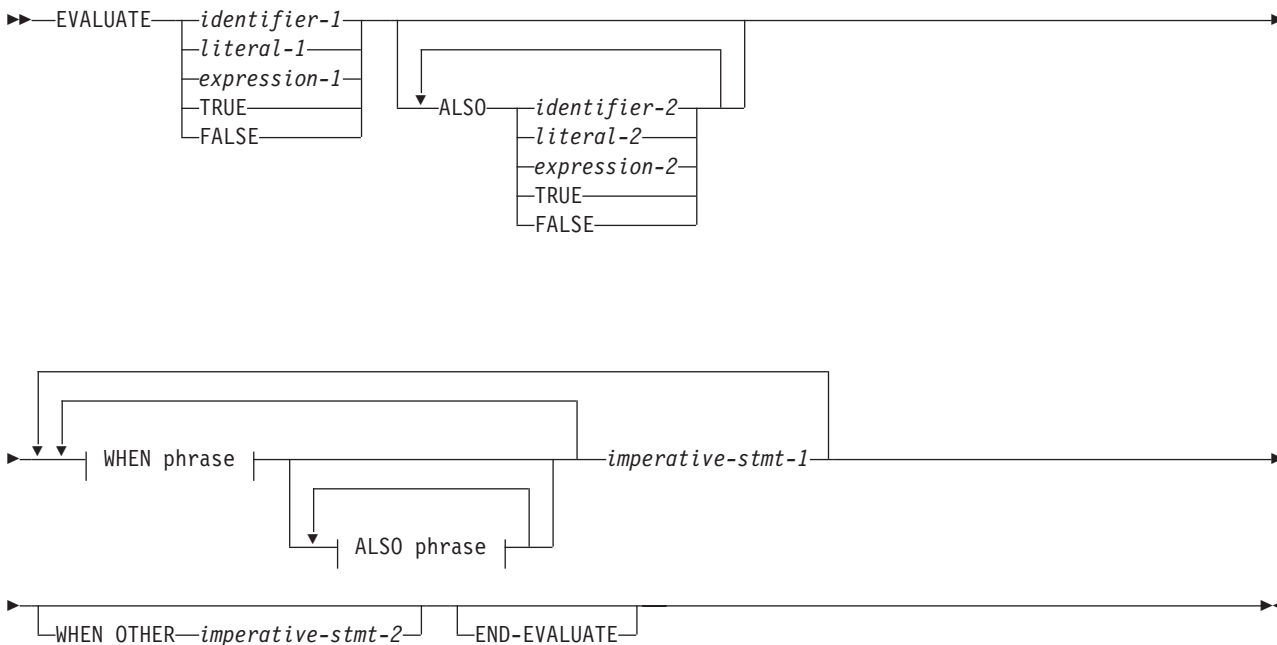 EVALUATE identifier-1
literal-1
expression-1
TRUE
FALSE
ALSO identifier-2
literal-2
expression-2
TRUE
FALSE
WHEN phrase
imperative-stmt-1
ALSO phrase
WHEN OTHER imperative-stmt-2
END-EVALUATE